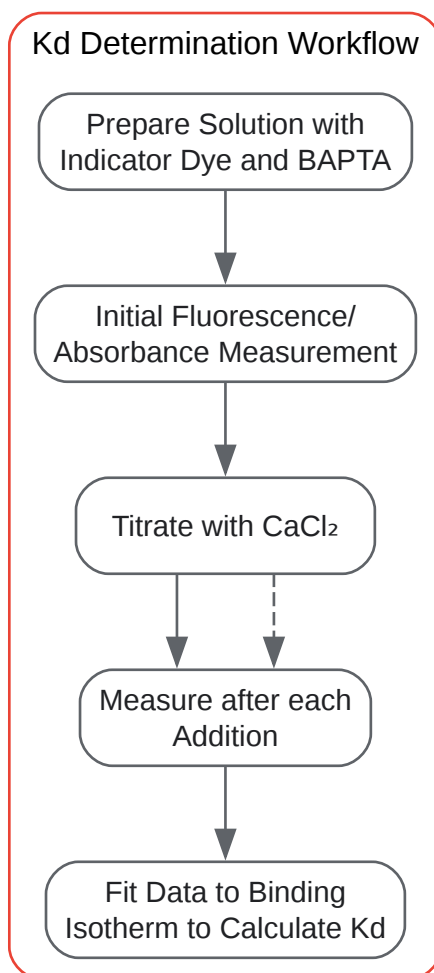 Kd Determination Workflow
Prepare Solution with
Indicator Dye and BAPTA
Initial Fluorescence/
Absorbance Measurement
Titrate with CaCl₂
Measure after each
Addition
Fit Data to Binding
Isotherm to Calculate Kd